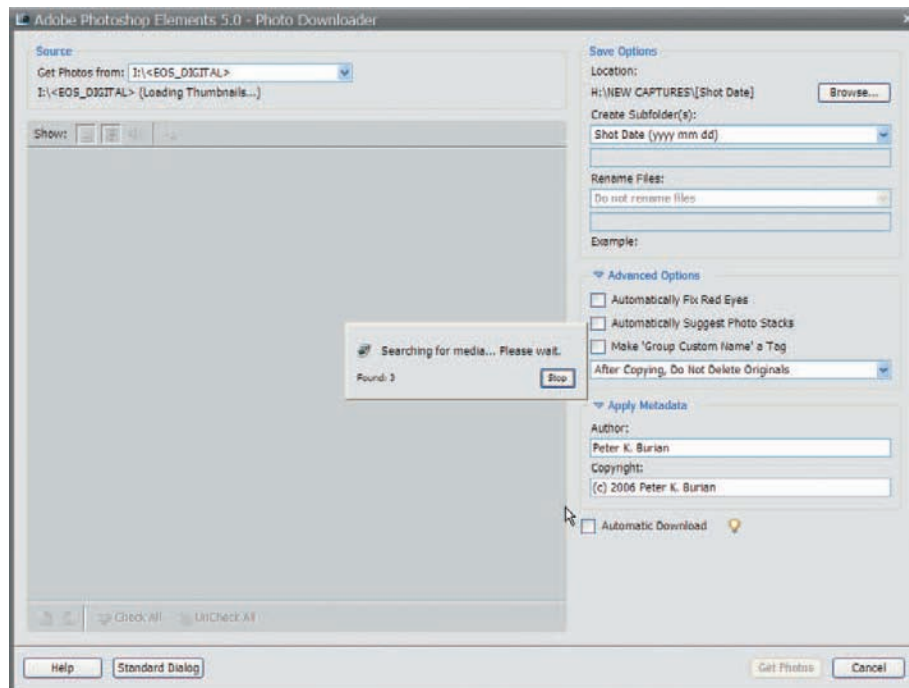 Adobe Photoshop Elements 5.0 - Photo Downloader
Source
Get Photos from: I:\<EOS_DIGITAL>
I:\<EOS_DIGITAL> (Loading Thumbnails...)
Show:
Searching for media... Please wait.
Found: 3
Stop
Check All
UnCheck All
Save Options
Location:
H:\NEW CAPTURES\[Shot Date]
Browse...
Create Subfolder(s):
Shot Date (yyyy mm dd)
Rename Files:
Do not rename files
Example:
Advanced Options
Automatically Fix Red Eyes
Automatically Suggest Photo Stacks
Make 'Group Custom Name' a Tag
After Copying, Do Not Delete Originals
Apply Metadata
Author:
Peter K. Burian
Copyright:
(c) 2006 Peter K. Burian
Automatic Download
Help
Standard Dialog
Get Photos
Cancel